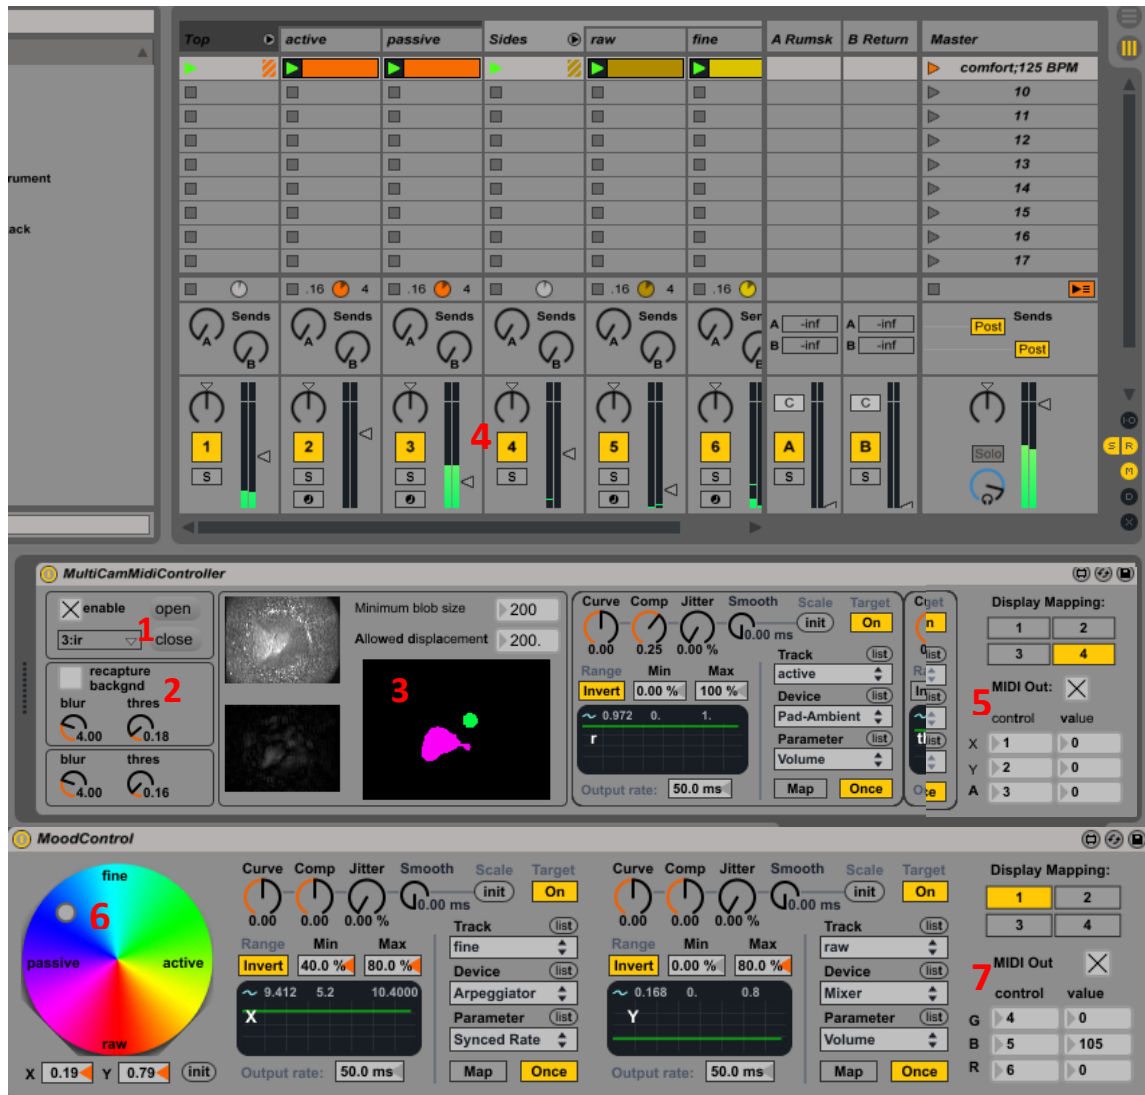 Top active passive Sides raw fine A Rumsk B Return Master
comfort;125 BPM
10
11
12
13
14
15
16
17
rument
ack
.16 4 .16 4 .16 4 .16
Sends Sends Sends Sends Sends Ser Sends
A A A A A A A -inf A -inf Post
B B B B B B B -inf B -inf Post
C C
1 2 3 4 4 5 6 A B Solo
S S S S S S S S
I·O
S R
M
D
X
MultiCamMidiController
enable open
3:ir 1 close
recapture
backgnd 2
blur thres
4.00 0.18
blur thres
4.00 0.16
Minimum blob size 200
Allowed displacement 200.
3
Curve Comp Jitter Smooth Scale Target
init On
0.00 0.25 0.00 % 0.00 ms
Range Min Max
Invert 0.00 % 100 %
0.972 0. 1.
r
Output rate: 50.0 ms
Track list
active
Device list
Pad-Ambient
Parameter list
Volume
Map Once
Display Mapping:
1 2
3 4
MIDI Out:
5 control value
X 1 0
Y 2 0
A 3 0
MoodControl
fine
6
passive active
raw
X 0.19 Y 0.79 init
Curve Comp Jitter Smooth Scale Target
init On
0.00 0.00 0.00 % 0.00 ms
Range Min Max
Invert 40.0 % 80.0 %
9.412 5.2 10.4000
X
Output rate: 50.0 ms
Track list
fine
Device list
Arpeggiator
Parameter list
Synced Rate
Map Once
Curve Comp Jitter Smooth Scale Target
init On
0.00 0.00 0.00 % 0.00 ms
Range Min Max
Invert 0.00 % 80.0 %
0.168 0. 0.8
Y
Output rate: 50.0 ms
Track list
raw
Device list
Mixer
Parameter list
Volume
Map Once
Display Mapping:
1 2
3 4
MIDI Out
7 control value
G 4 0
B 5 105
R 6 0